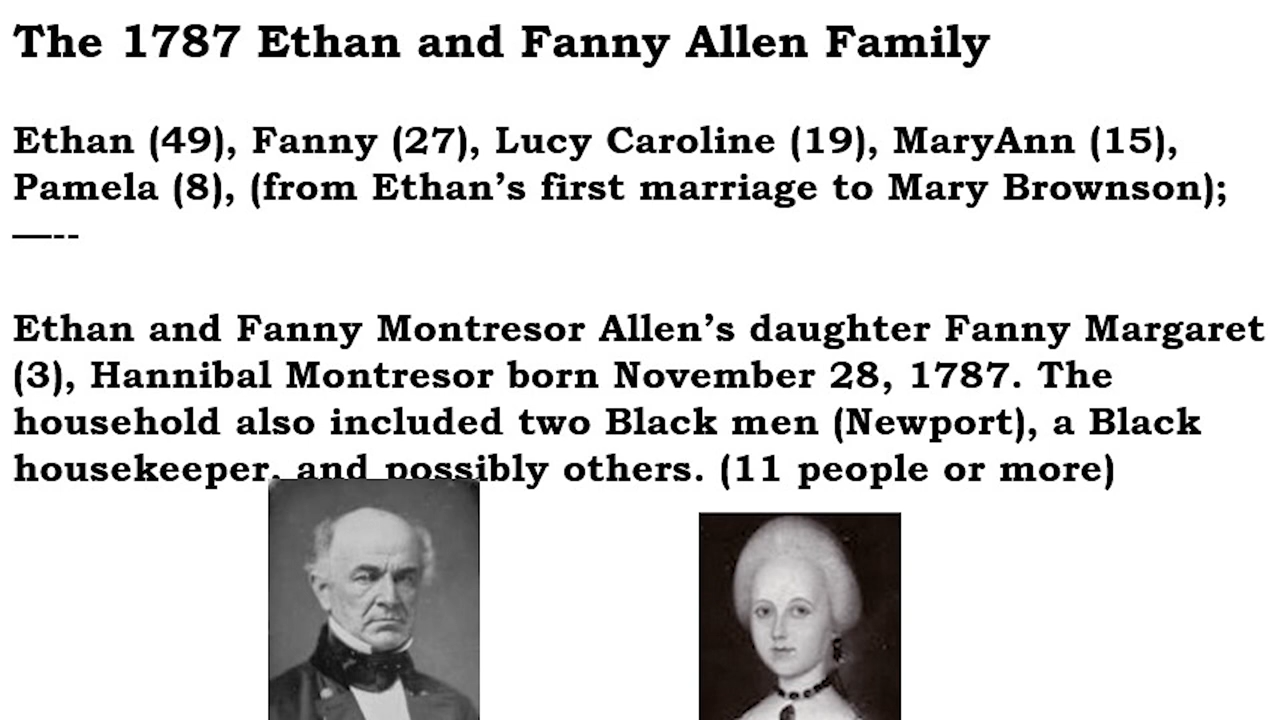 The 1787 Ethan and Fanny Allen Family
Ethan (49), Fanny (27), Lucy Caroline (19), MaryAnn (15),
Pamela (8), (from Ethan’s first marriage to Mary Brownson);
—--
Ethan and Fanny Montresor Allen’s daughter Fanny Margaret
(3), Hannibal Montresor born November 28, 1787. The
household also included two Black men (Newport), a Black
housekeeper, and possibly others. (11 people or more)